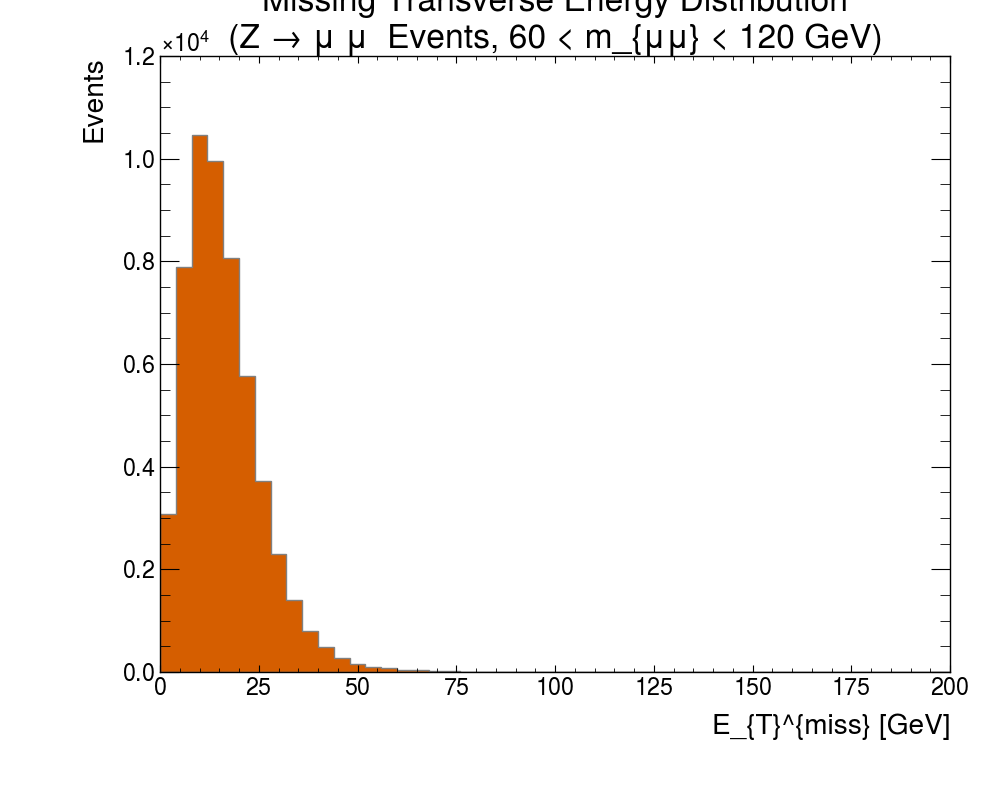 Missing Transverse Energy Distribution
(Z → μ μ  Events, 60 < m_{μμ} < 120 GeV)
×10⁴
Events
1.2
1.0
0.8
0.6
0.4
0.2
0.0
0 25 50 75 100 125 150 175 200
E_{T}^{miss} [GeV]